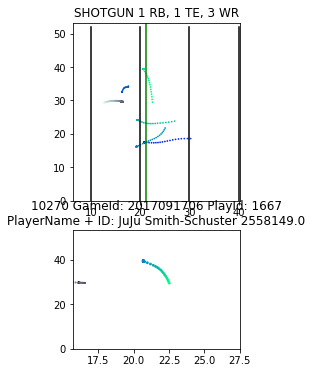 SHOTGUN 1 RB, 1 TE, 3 WR
50
40
30
20
10
0
10 20 30 40
10270 GameId: 2017091706 PlayId: 1667
PlayerName + ID: JuJu Smith-Schuster 2558149.0
40
20
0
17.5 20.0 22.5 25.0 27.5